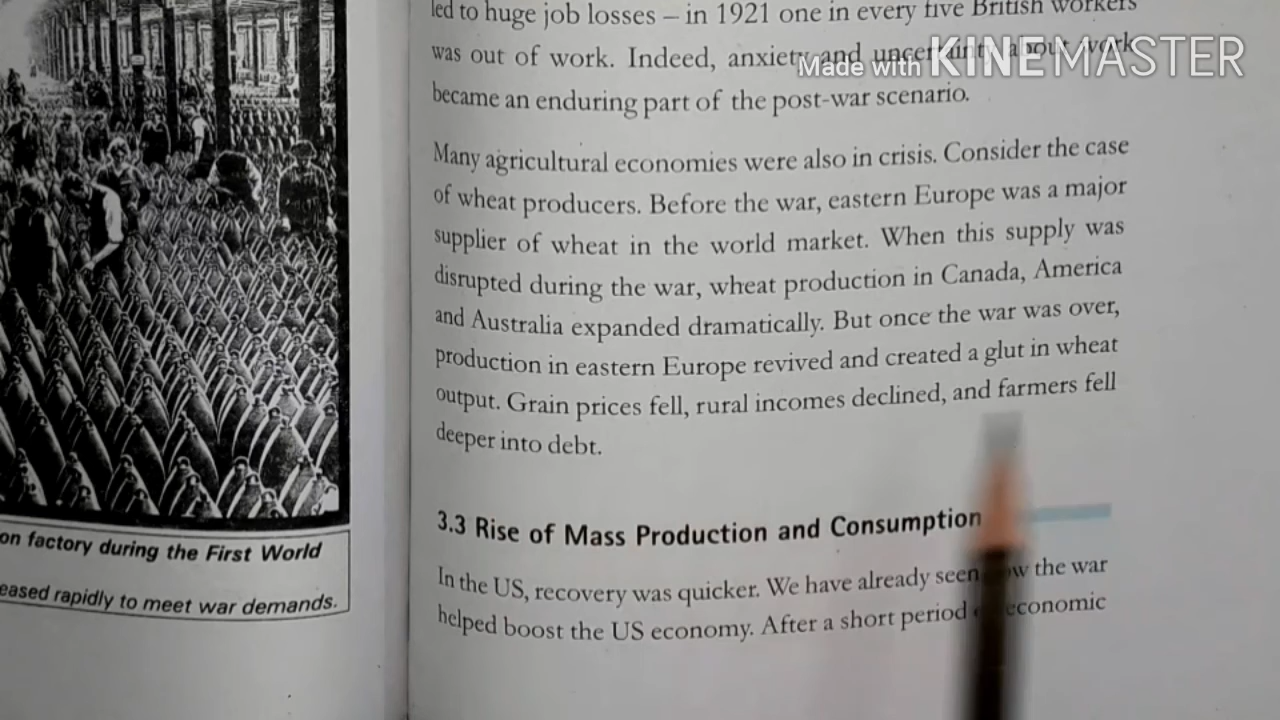 on factory during the First World
eased rapidly to meet war demands.
led to huge job losses – in 1921 one in every five British workers
was out of work. Indeed, anxiety and uncertainty about work
became an enduring part of the post-war scenario.
Many agricultural economies were also in crisis. Consider the case
of wheat producers. Before the war, eastern Europe was a major
supplier of wheat in the world market. When this supply was
disrupted during the war, wheat production in Canada, America
and Australia expanded dramatically. But once the war was over,
production in eastern Europe revived and created a glut in wheat
output. Grain prices fell, rural incomes declined, and farmers fell
deeper into debt.
3.3 Rise of Mass Production and Consumption
In the US, recovery was quicker. We have already seen the war
helped boost the US economy. After a short period economic
Made with KINEMASTER